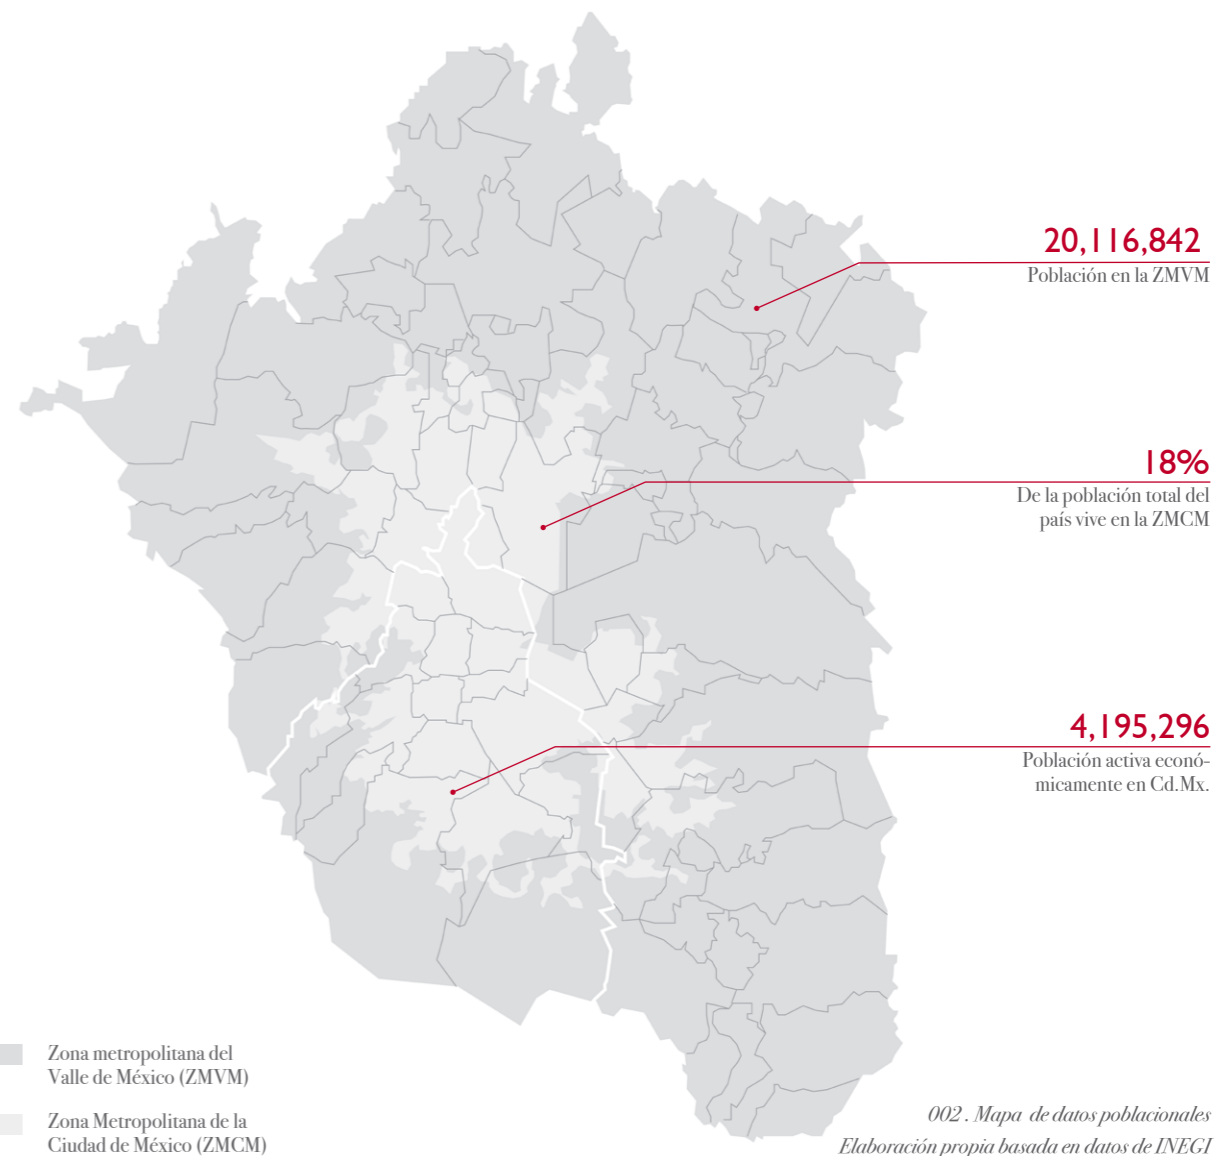 20,116,842
Población en la ZMVM
18%
De la población total del
país vive en la ZMCM
4,195,296
Población activa econó-
micamente en Cd.Mx.
Zona metropolitana del
Valle de México (ZMVM)
Zona Metropolitana de la
Ciudad de México (ZMCM)
002 . Mapa de datos poblacionales
Elaboración propia basada en datos de INEGI